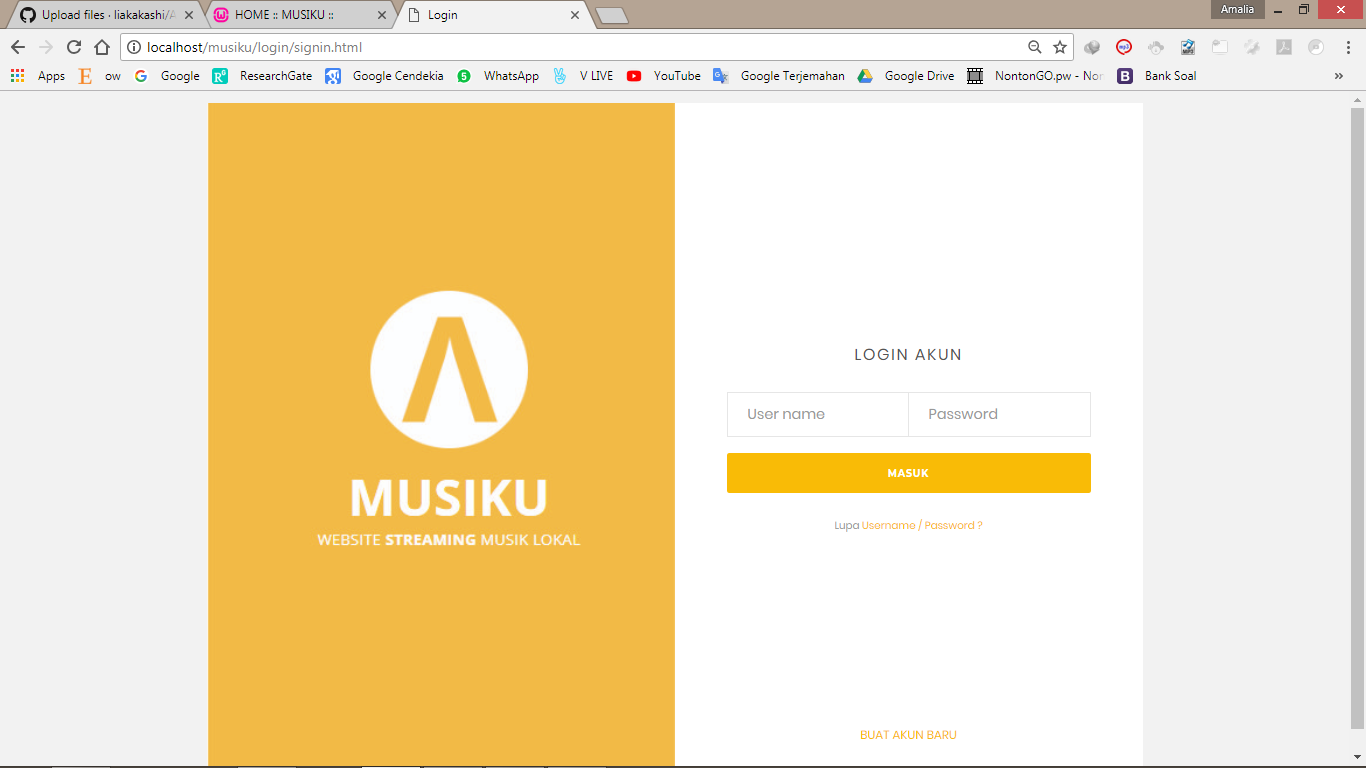 Upload files · liakakashi/A
HOME :: MUSIKU ::
Login
Amalia
localhost/musiku/login/signin.html
Apps
ow
Google
ResearchGate
Google Cendekia
WhatsApp
V LIVE
YouTube
Google Terjemahan
Google Drive
NontonGO.pw - Non
Bank Soal
MUSIKU
WEBSITE STREAMING MUSIK LOKAL
LOGIN AKUN
User name
Password
MASUK
Lupa Username / Password ?
BUAT AKUN BARU